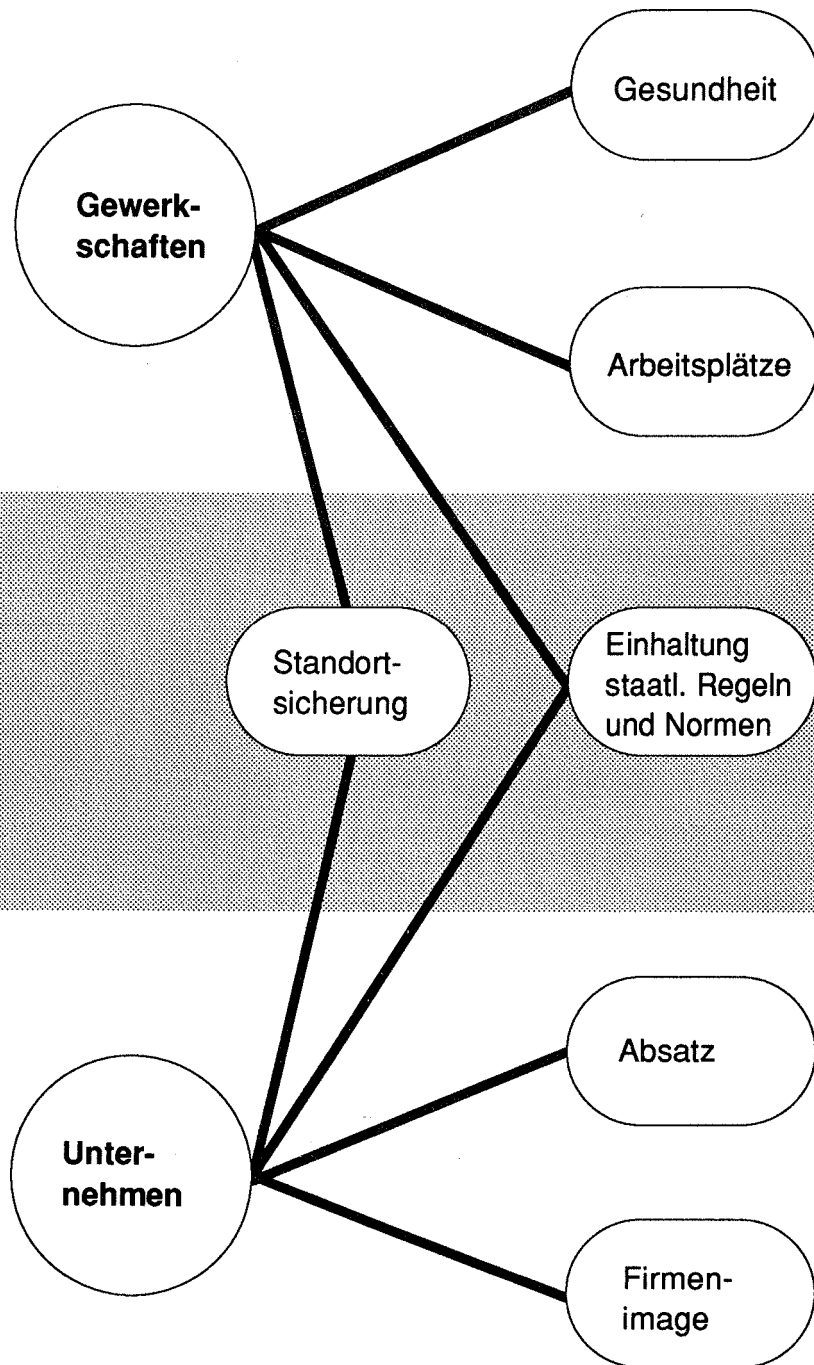 Gesundheit
Gewerk-
schaften
Arbeitsplätze
Standort-
sicherung
Einhaltung
staatl. Regeln
und Normen
Absatz
Unter-
nehmen
Firmen-
image